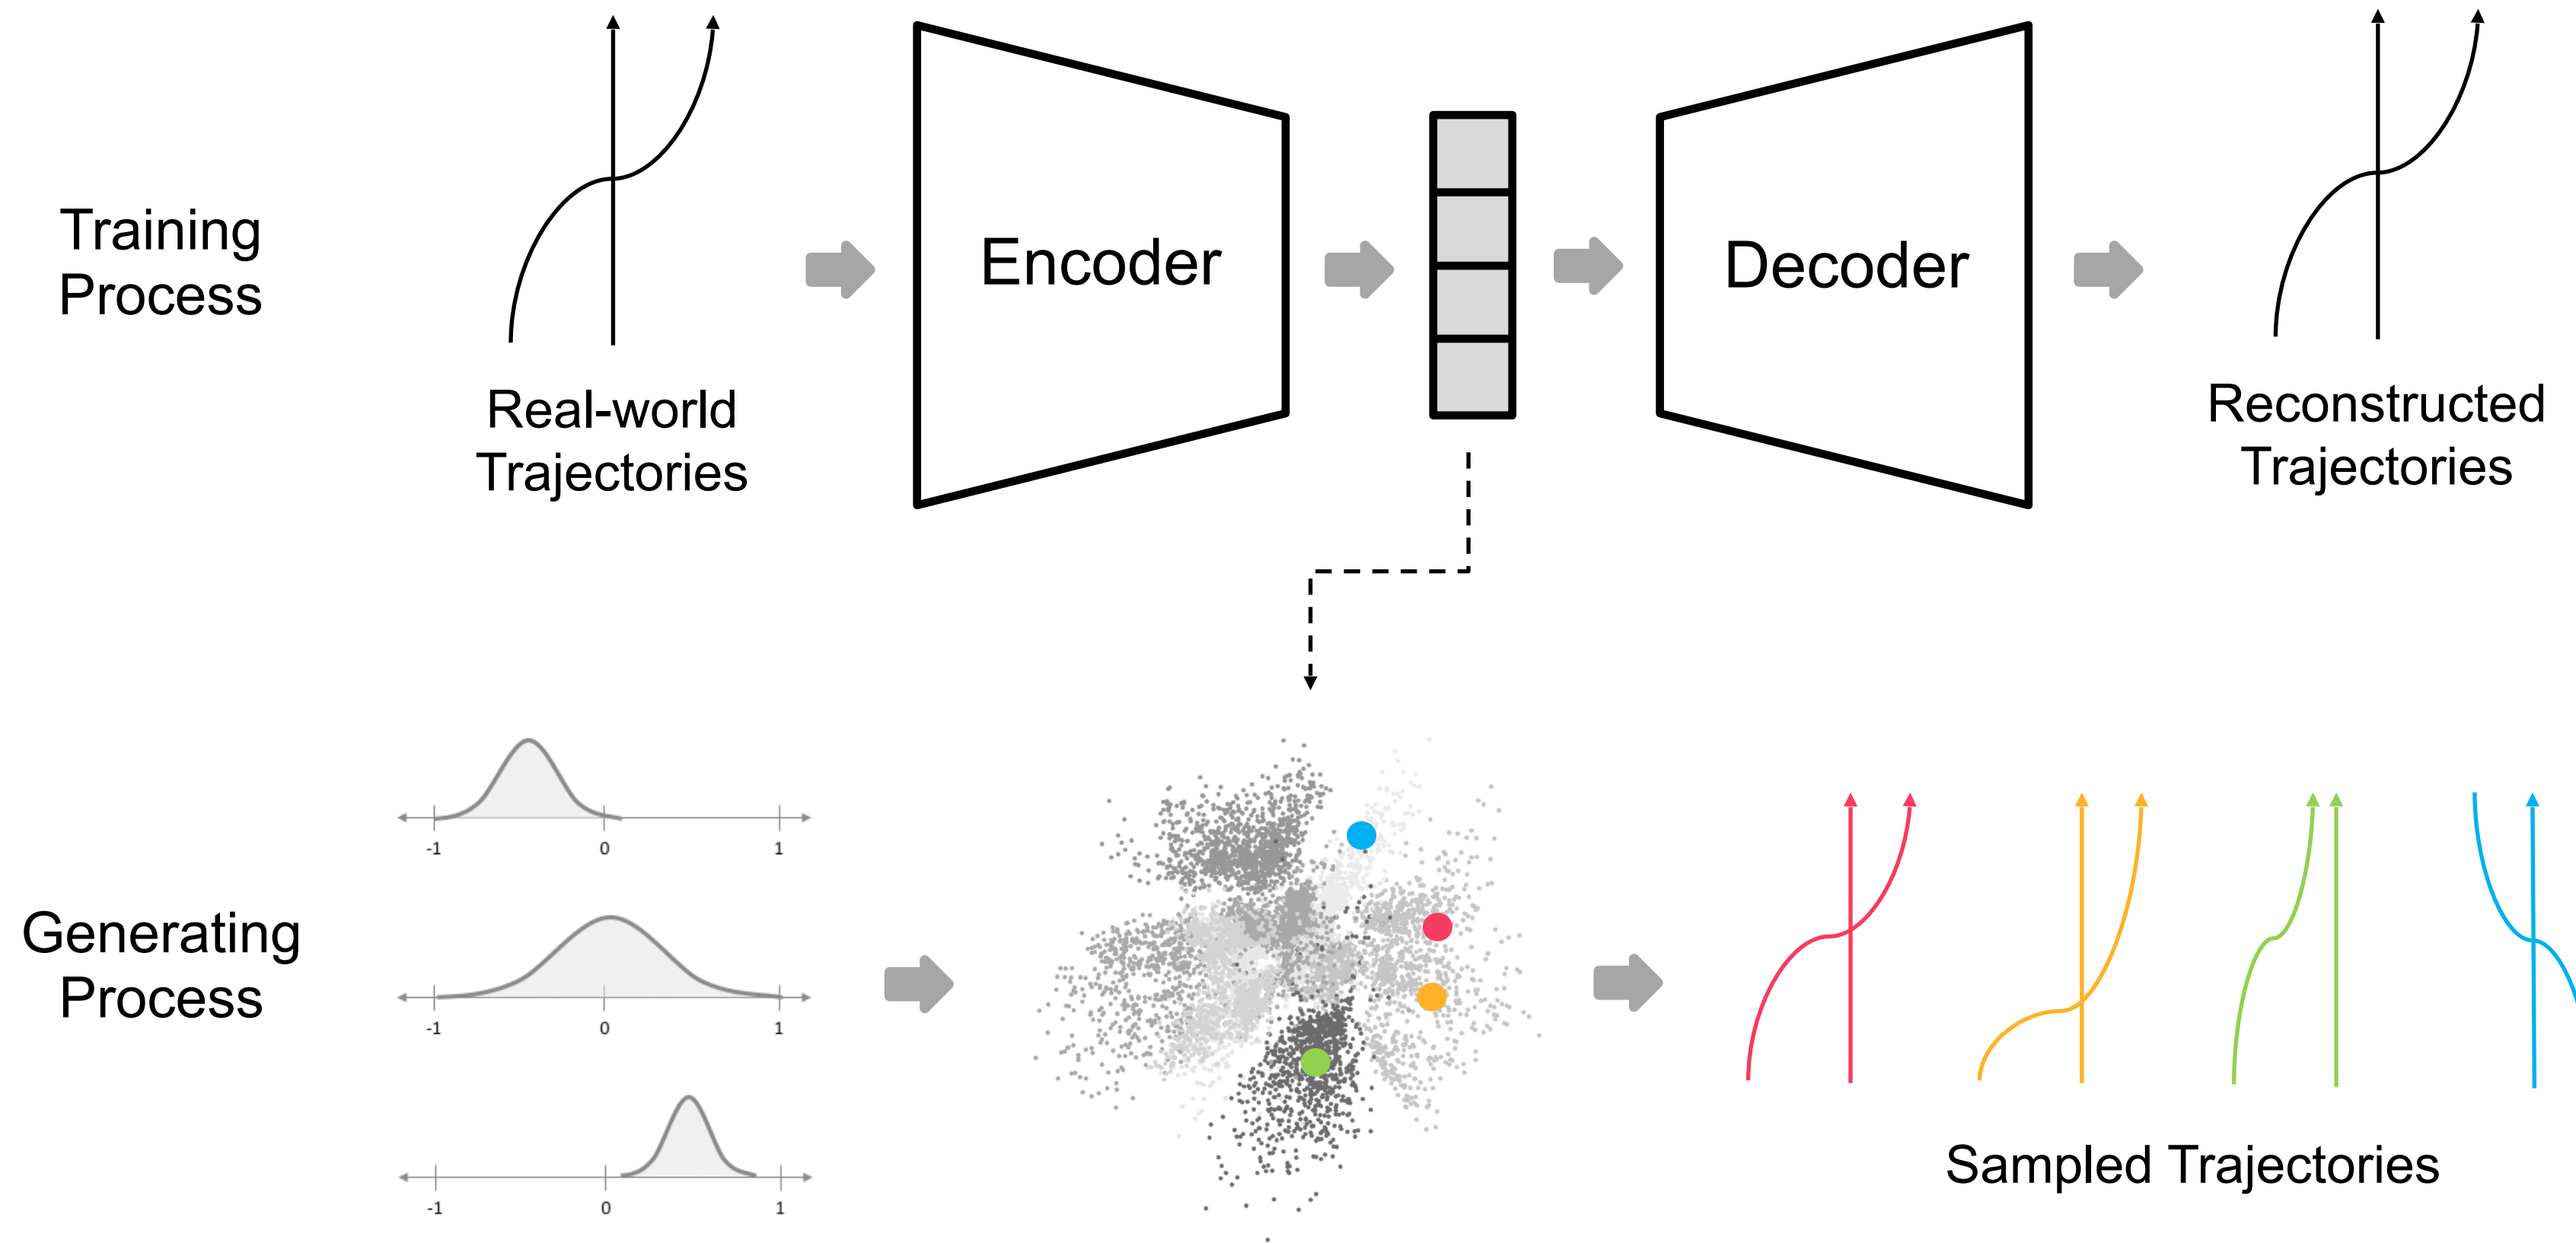 Training
Process
Real-world
Trajectories
Encoder
Decoder
Reconstructed
Trajectories
Generating
Process
-1 0 1
-1 0 1
-1 0 1
Sampled Trajectories